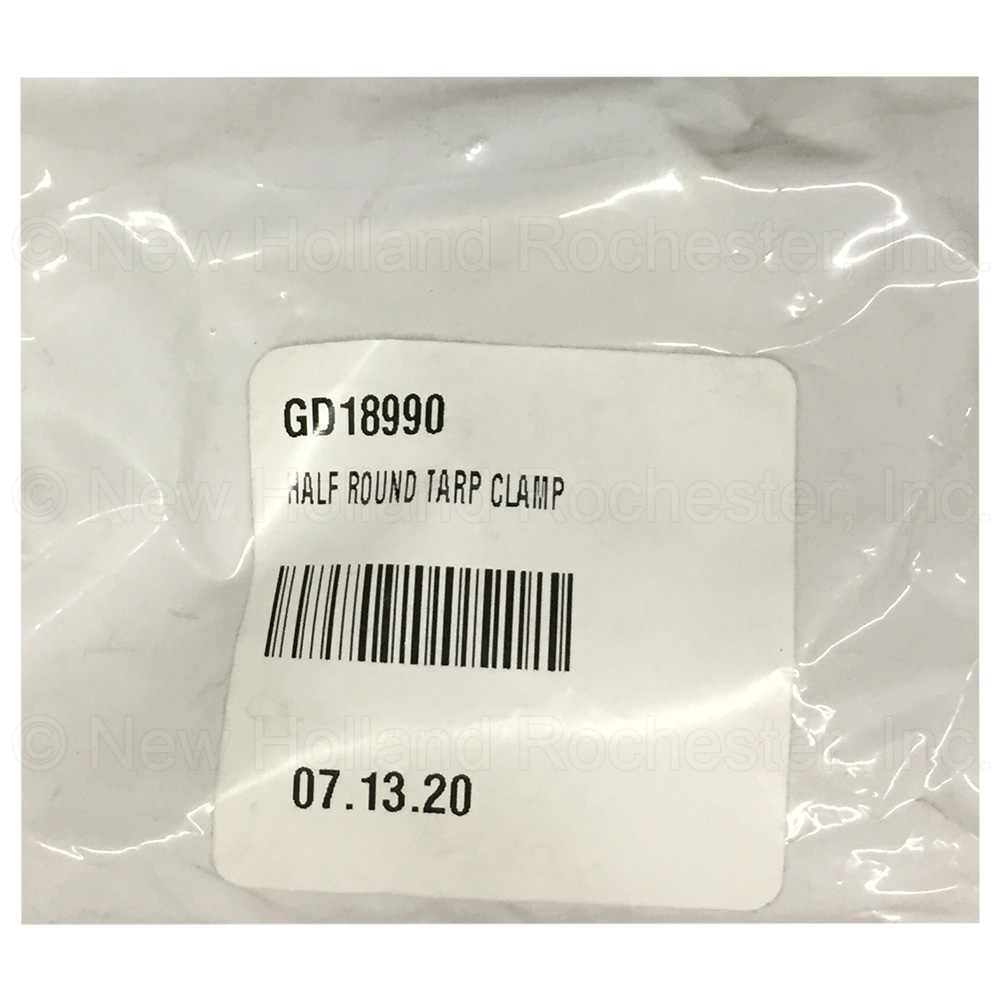 © New Holland Rochester, Inc.
GD18990
HALF ROUND TARP CLAMP
© New Holland Rochester, Inc.
07.13.20
© New Holland Rochester, Inc.